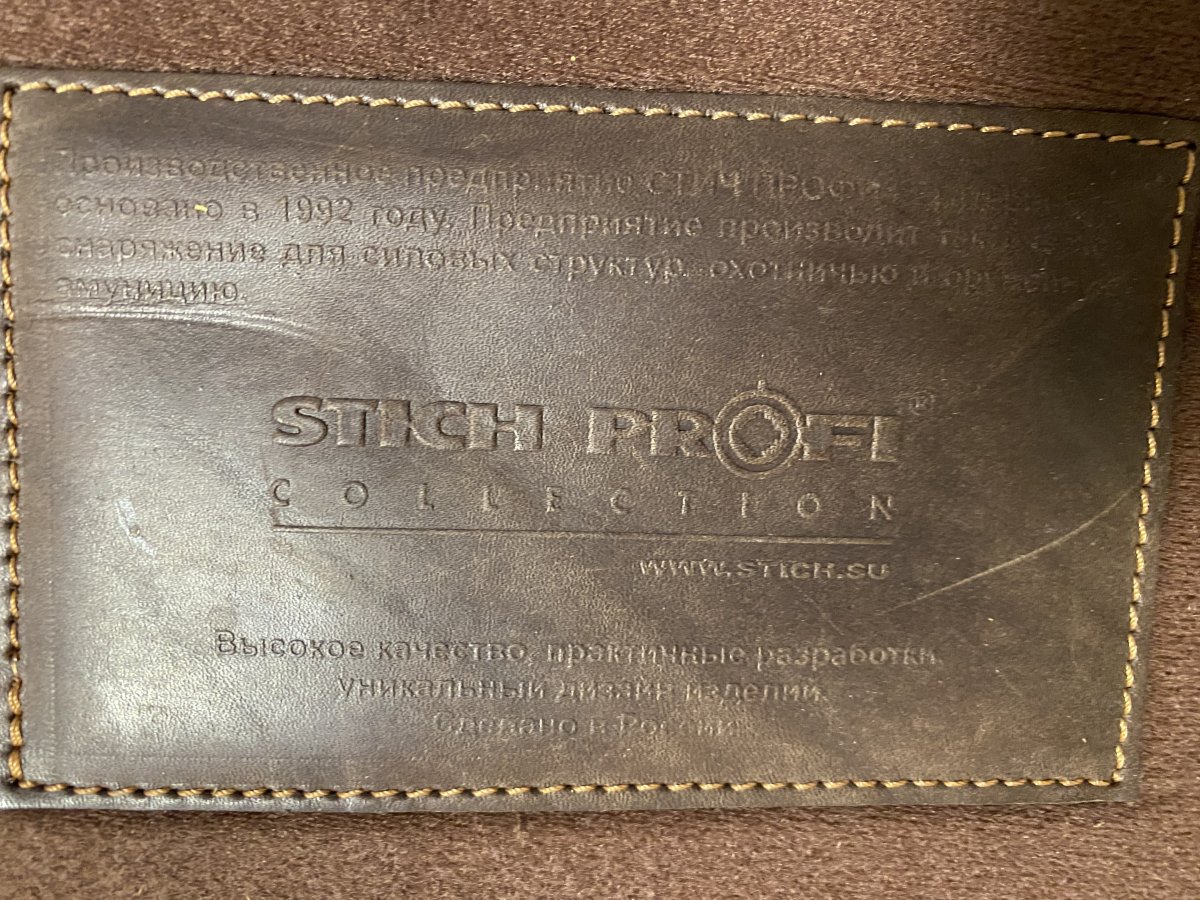 Производственное предприятие СТИЧ ПРОФИ
основано в 1992 году. Предприятие производит
снаряжение для силовых структур, охотничью и
амуницию.
STICH PROFI®
COLLECTION
WWW.STICH.SU
Высокое качество, практичные разработки,
уникальный дизайн изделий.
Сделано в России